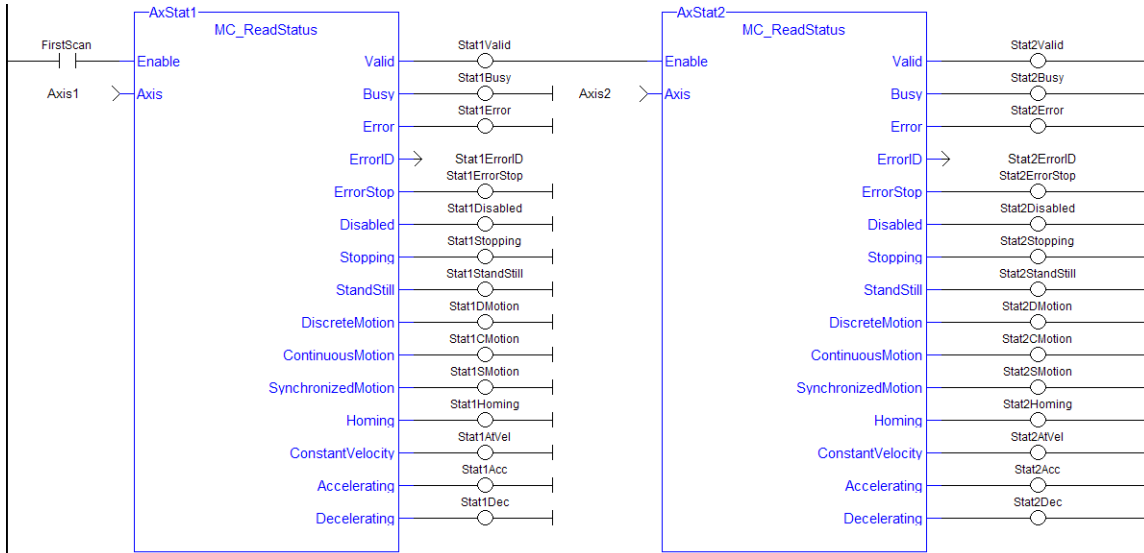 AxStat1 AxStat2
MC_ReadStatus MC_ReadStatus
FirstScan Stat1Valid Stat2Valid
Enable Valid Enable Valid
Stat1Busy Stat2Busy
Axis1 Axis Busy Axis2 Axis Busy
Stat1Error Stat2Error
Error Error
ErrorID Stat1ErrorID ErrorID Stat2ErrorID
Stat1ErrorStop Stat2ErrorStop
ErrorStop ErrorStop
Stat1Disabled Stat2Disabled
Disabled Disabled
Stat1Stopping Stat2Stopping
Stopping Stopping
Stat1StandStill Stat2StandStill
StandStill StandStill
Stat1DMotion Stat2DMotion
DiscreteMotion DiscreteMotion
Stat1CMotion Stat2CMotion
ContinuousMotion ContinuousMotion
Stat1SMotion Stat2SMotion
SynchronizedMotion SynchronizedMotion
Stat1Homing Stat2Homing
Homing Homing
Stat1AtVel Stat2AtVel
ConstantVelocity ConstantVelocity
Stat1Acc Stat2Acc
Accelerating Accelerating
Stat1Dec Stat2Dec
Decelerating Decelerating